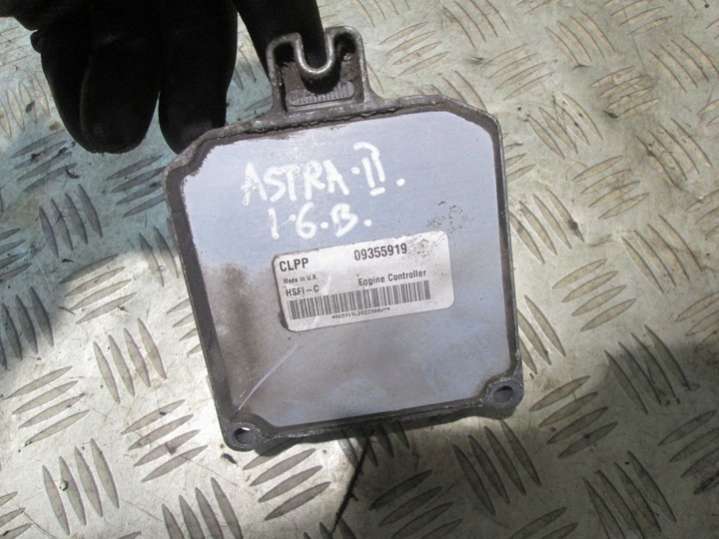 ASTRA·II.
1.6.B.
CLPP 09355919
Made in U.K.
HSFI-C Engine Controller